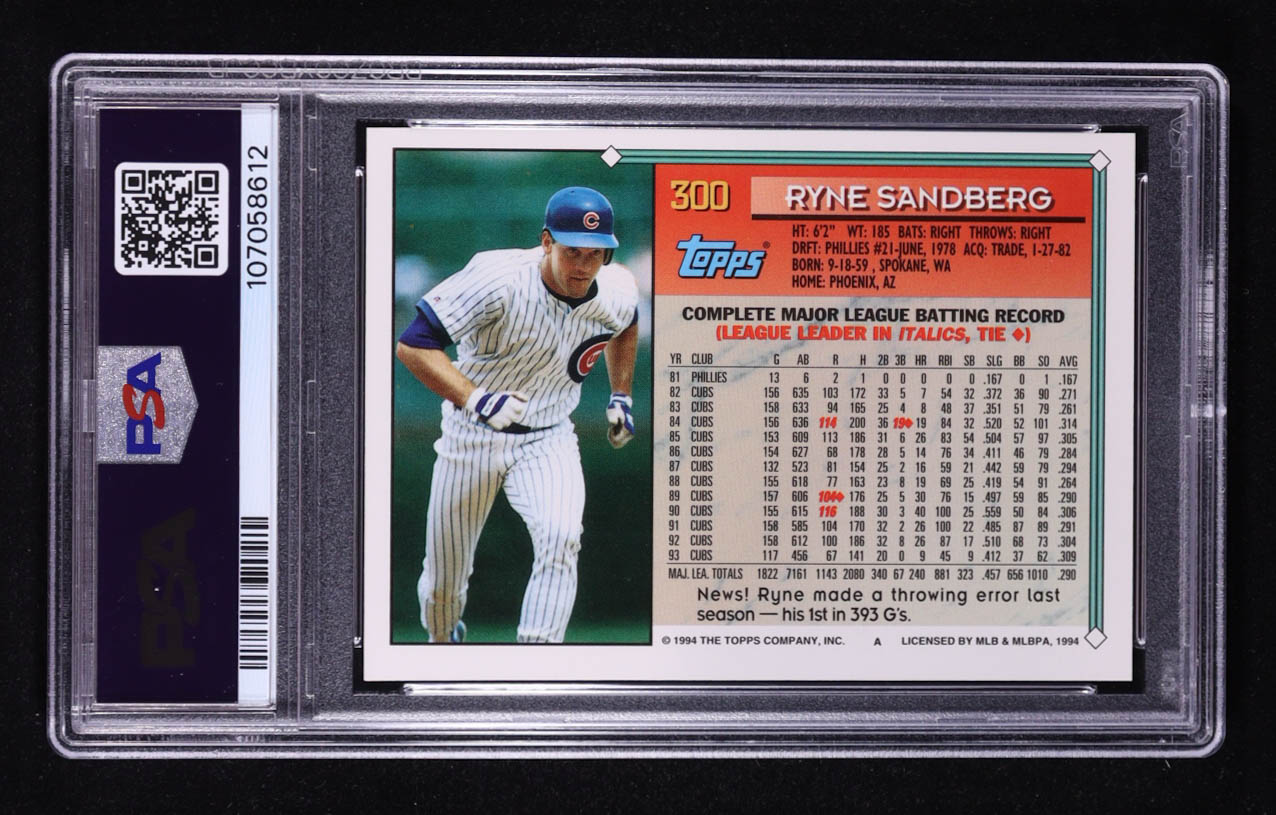 107058612
PSA
PSA
300
RYNE SANDBERG
Topps
HT: 6'2" WT: 185 BATS: RIGHT THROWS: RIGHT
DRFT: PHILLIES #21-JUNE, 1978 ACQ: TRADE, 1-27-82
BORN: 9-18-59 , SPOKANE, WA
HOME: PHOENIX, AZ
COMPLETE MAJOR LEAGUE BATTING RECORD
(LEAGUE LEADER IN ITALICS, TIE ♦)
YR CLUB G AB R H 2B 3B HR RBI SB SLG BB SO AVG
81 PHILLIES 13 6 2 1 0 0 0 0 0 .167 0 1 .167
82 CUBS 156 635 103 172 33 5 7 54 32 .372 36 90 .271
83 CUBS 158 633 94 165 25 4 8 48 37 .351 51 79 .261
84 CUBS 156 636 114 200 36 19♦ 19 84 32 .520 52 101 .314
85 CUBS 153 609 113 186 31 6 26 83 54 .504 57 97 .305
86 CUBS 154 627 68 178 28 5 14 76 34 .411 46 79 .284
87 CUBS 132 523 81 154 25 2 16 59 21 .442 59 79 .294
88 CUBS 155 618 77 163 23 8 19 69 25 .419 54 91 .264
89 CUBS 157 606 104♦ 176 25 5 30 76 15 .497 59 85 .290
90 CUBS 155 615 116 188 30 3 40 100 25 .559 50 84 .306
91 CUBS 158 585 104 170 32 2 26 100 22 .485 87 89 .291
92 CUBS 158 612 100 186 32 8 26 87 17 .510 68 73 .304
93 CUBS 117 456 67 141 20 0 9 45 9 .412 37 62 .309
MAJ. LEA. TOTALS 1822 7161 1143 2080 340 67 240 881 323 .457 656 1010 .290
News! Ryne made a throwing error last
season — his 1st in 393 G's.
© 1994 THE TOPPS COMPANY, INC. A LICENSED BY MLB & MLBPA, 1994
C
PSA